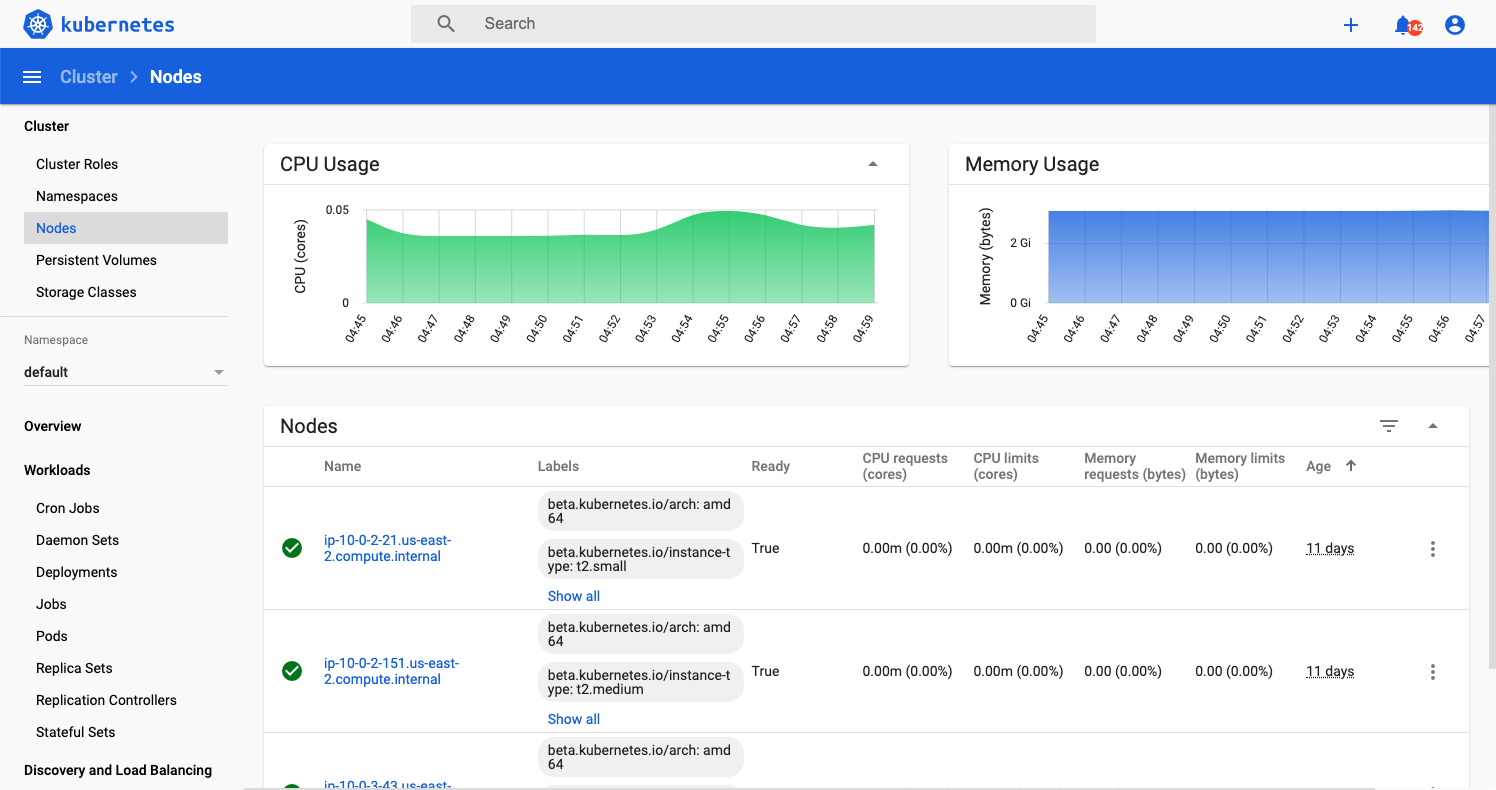 kubernetes
Search
142
Cluster > Nodes
Cluster
Cluster Roles
Namespaces
Nodes
Persistent Volumes
Storage Classes
Namespace
default
Overview
Workloads
Cron Jobs
Daemon Sets
Deployments
Jobs
Pods
Replica Sets
Replication Controllers
Stateful Sets
Discovery and Load Balancing
CPU Usage
CPU (cores)
0.05
0
04:45
04:46
04:47
04:48
04:49
04:50
04:51
04:52
04:53
04:54
04:55
04:56
04:57
04:58
04:59
Memory Usage
Memory (bytes)
2 Gi
0 Gi
04:45
04:46
04:47
04:48
04:49
04:50
04:51
04:52
04:53
04:54
04:55
04:56
04:57
Nodes
Name
Labels
Ready
CPU requests
(cores)
CPU limits
(cores)
Memory
requests (bytes)
Memory limits
(bytes)
Age
ip-10-0-2-21.us-east-
2.compute.internal
beta.kubernetes.io/arch: amd
64
beta.kubernetes.io/instance-t
ype: t2.small
Show all
True
0.00m (0.00%)
0.00m (0.00%)
0.00 (0.00%)
0.00 (0.00%)
11 days
ip-10-0-2-151.us-east-
2.compute.internal
beta.kubernetes.io/arch: amd
64
beta.kubernetes.io/instance-t
ype: t2.medium
Show all
True
0.00m (0.00%)
0.00m (0.00%)
0.00 (0.00%)
0.00 (0.00%)
11 days
ip-10-0-3-43.us-east-
beta.kubernetes.io/arch: amd
64